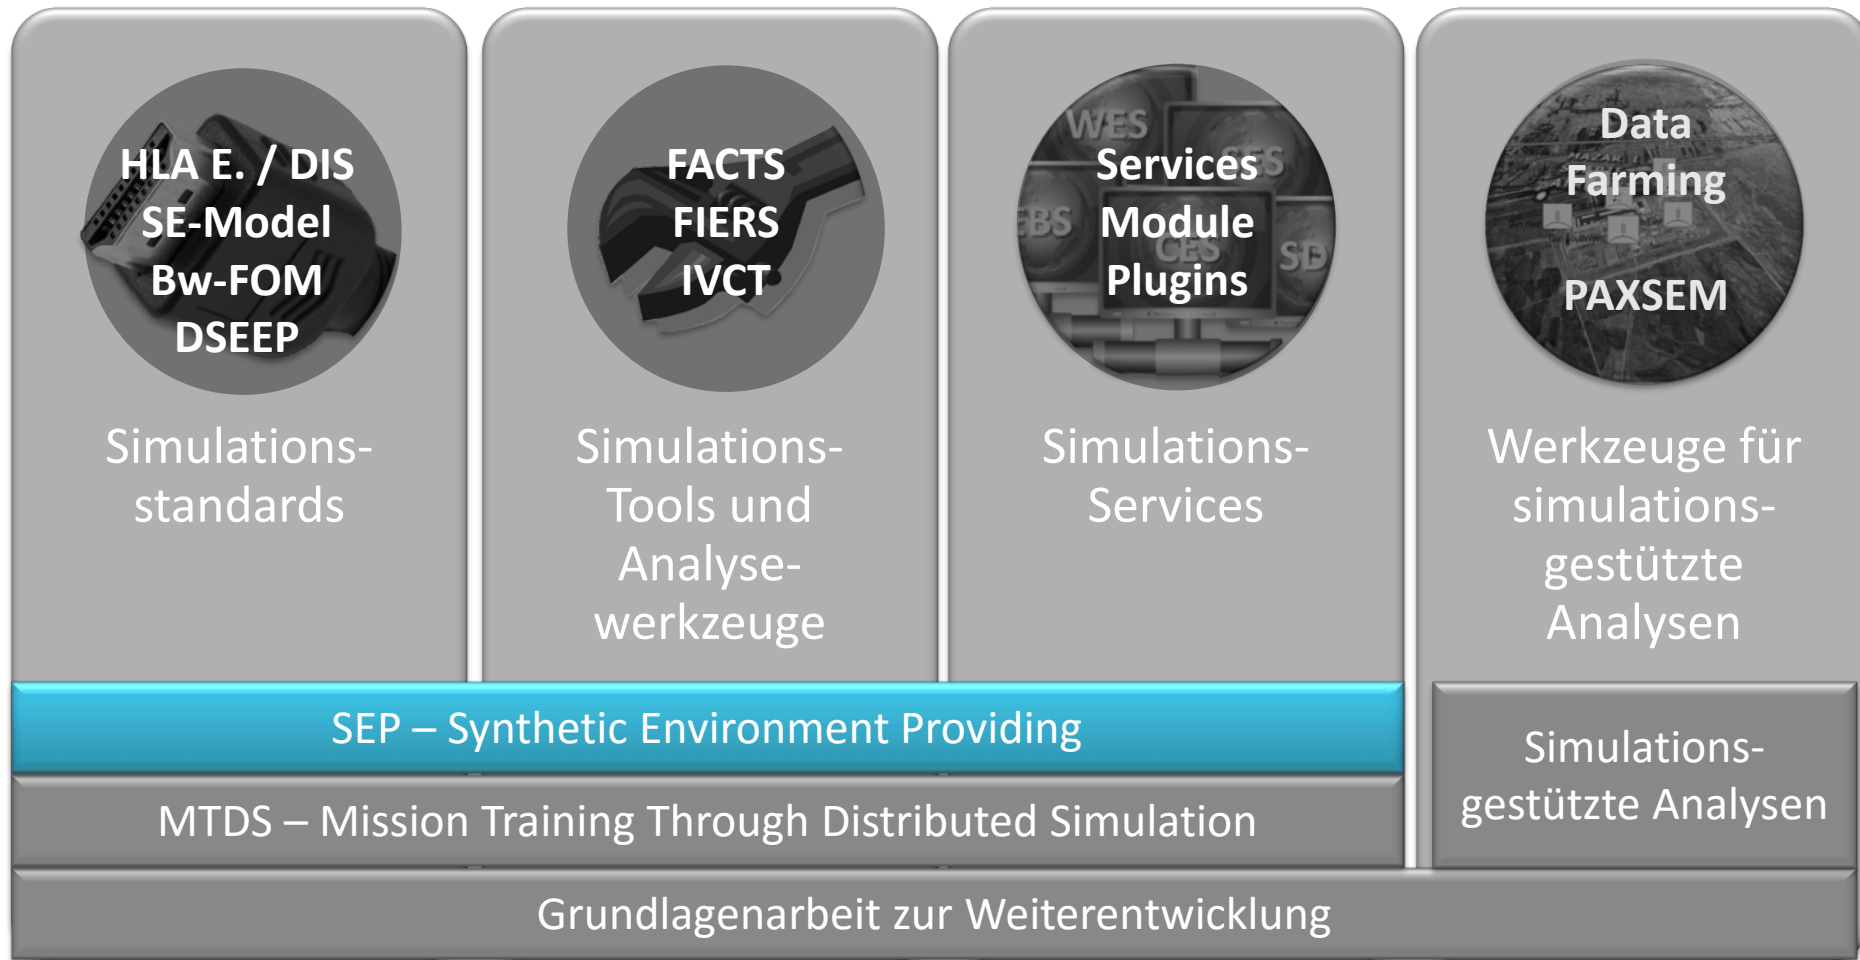 HLA E. / DIS
SE-Model
Bw-FOM
DSEEP
Simulations-
standards
FACTS
FIERS
IVCT
Simulations-
Tools und
Analyse-
werkzeuge
WES
SES
EBS
CES
SD
Services
Module
Plugins
Simulations-
Services
Data
Farming
PAXSEM
Werkzeuge für
simulations-
gestützte
Analysen
SEP – Synthetic Environment Providing
MTDS – Mission Training Through Distributed Simulation
Simulations-
gestützte Analysen
Grundlagenarbeit zur Weiterentwicklung